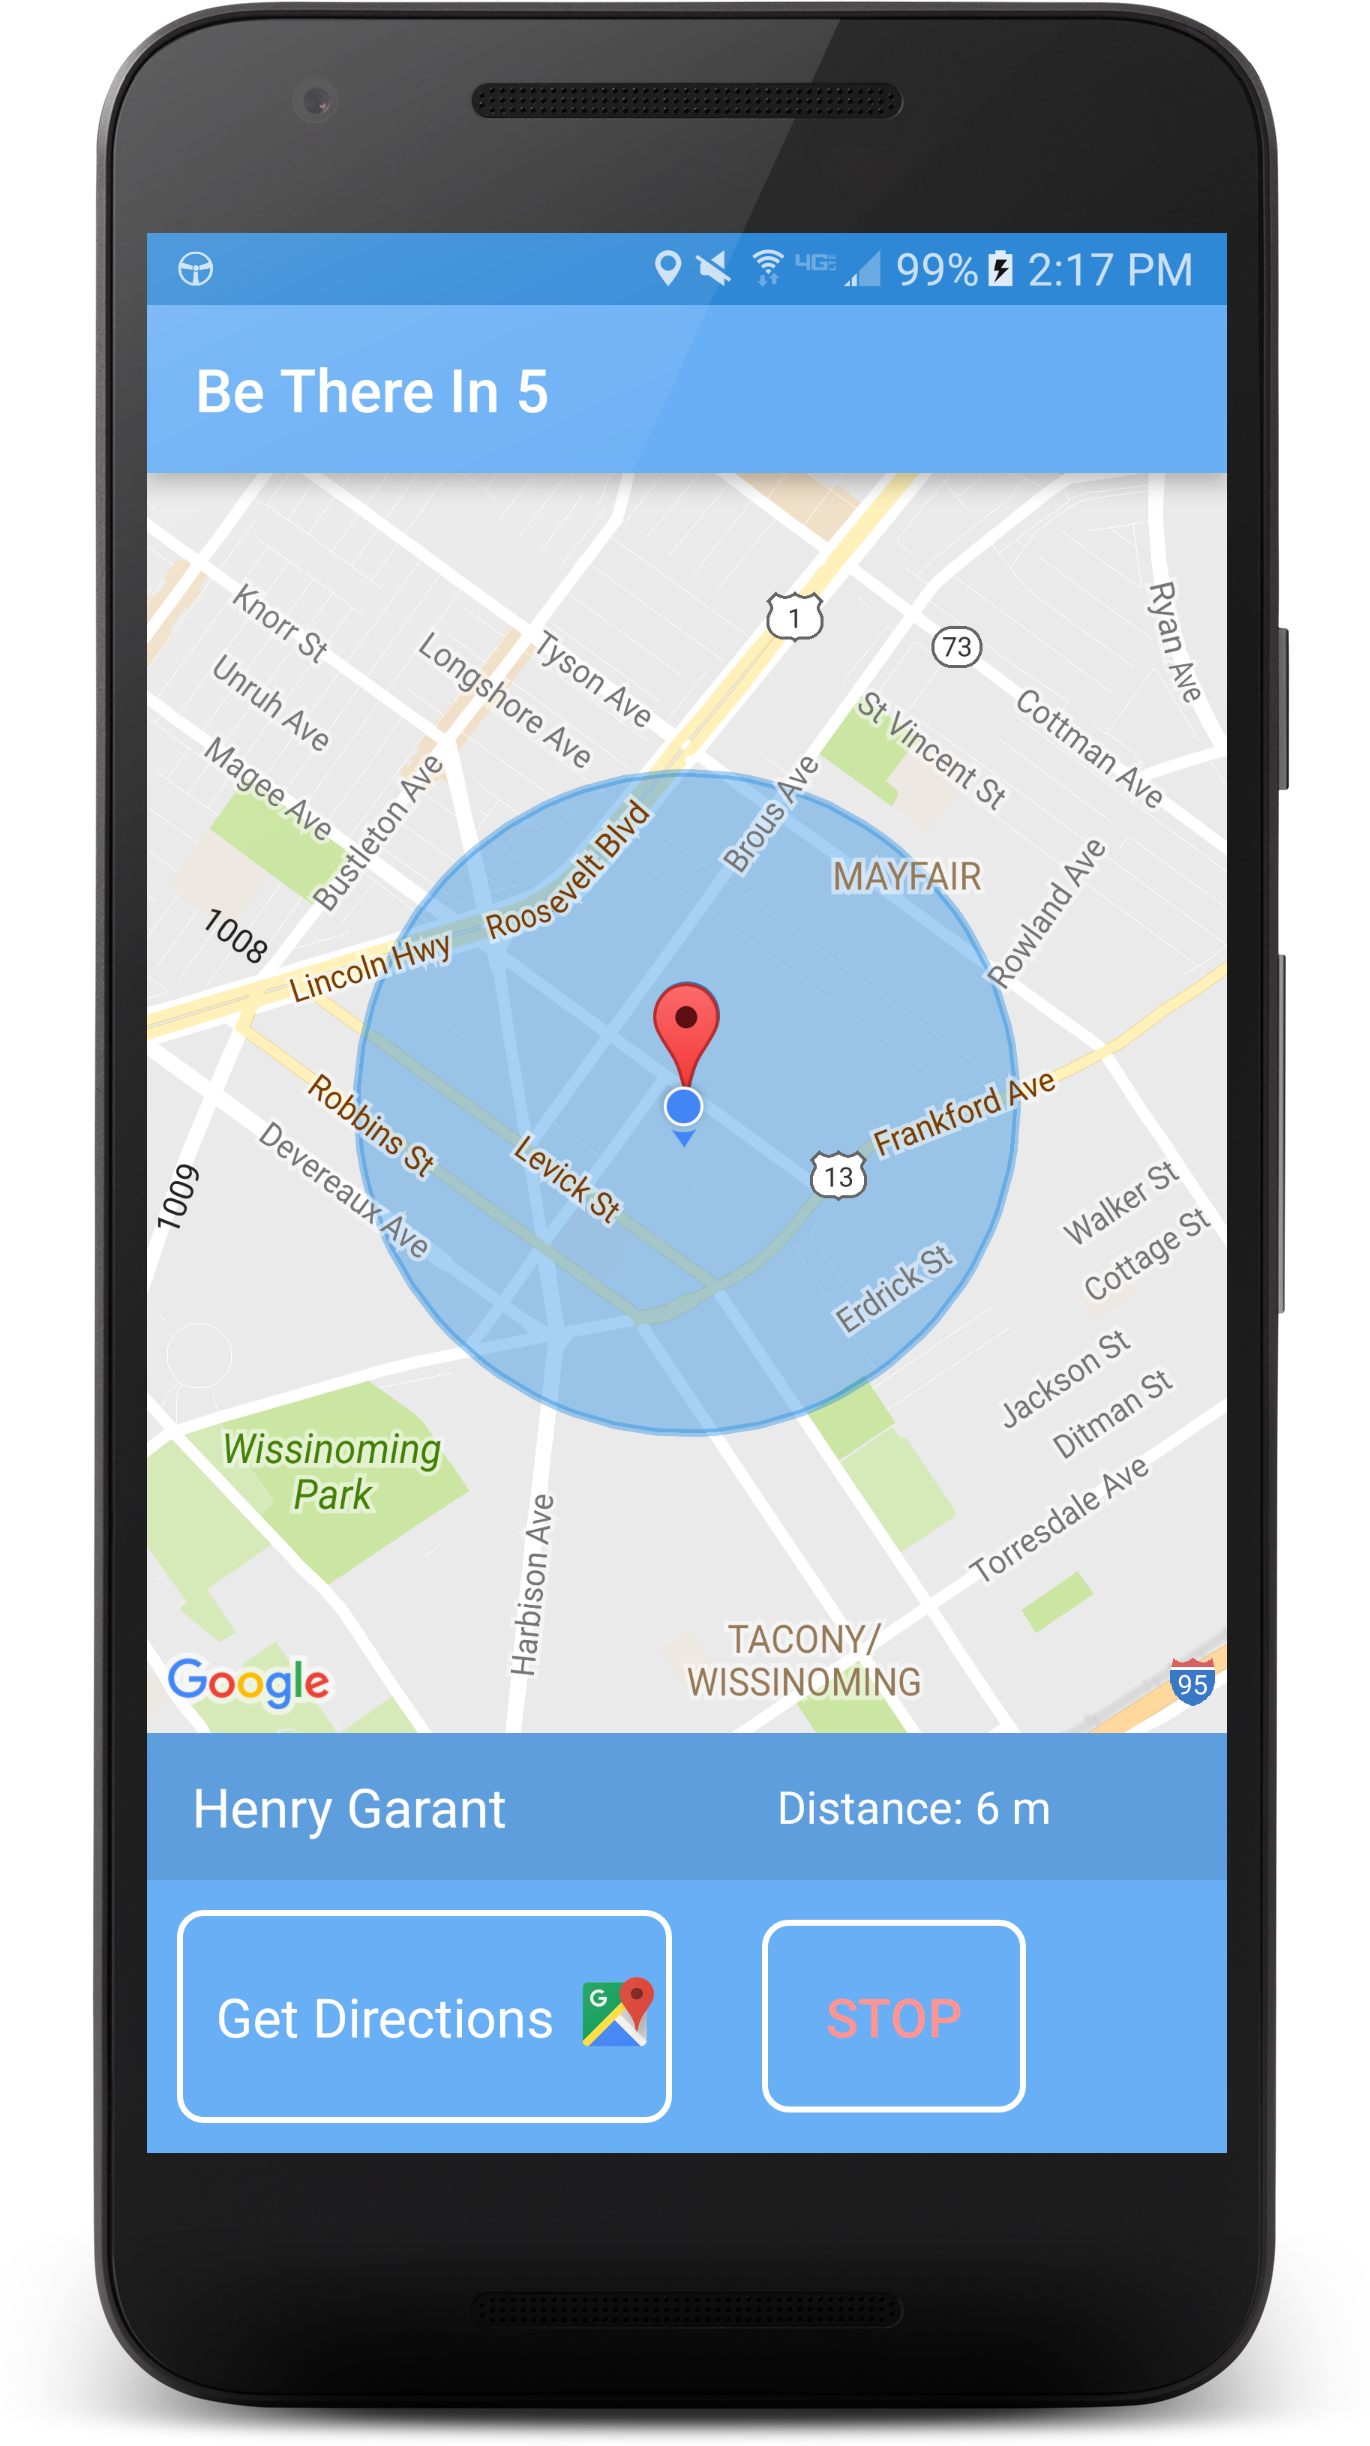 4G LTE 99% 2:17 PM
Be There In 5
Knorr St
Unruh Ave
Magee Ave
Longshore Ave
Tyson Ave
1
73
Ryan Ave
St Vincent St
Cottman Ave
Bustleton Ave
Roosevelt Blvd
Brous Ave
MAYFAIR
Rowland Ave
1008
Lincoln Hwy
Robbins St
Devereaux Ave
1009
Levick St
Frankford Ave
13
Walker St
Cottage St
Erdrick St
Jackson St
Ditman St
Torresdale Ave
Wissinoming
Park
Harbison Ave
TACONY/
WISSINOMING
Google
95
Henry Garant
Distance: 6 m
Get Directions
G
STOP